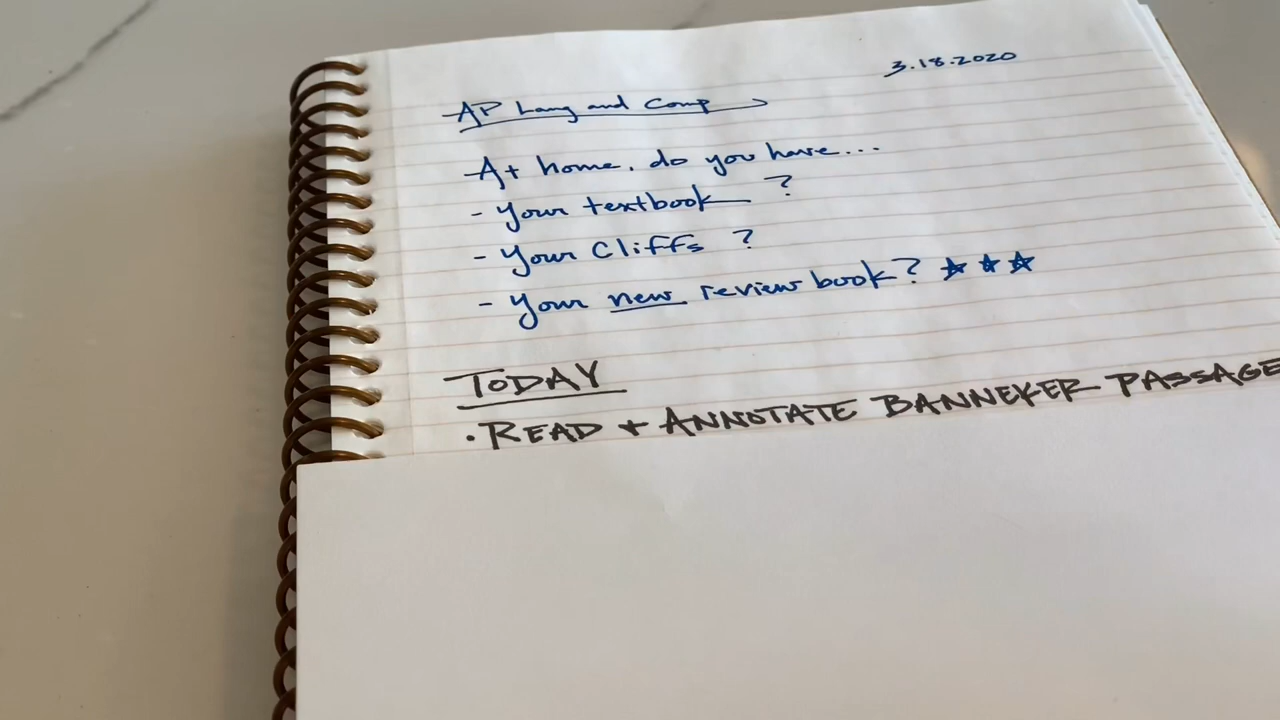 3.18.2020
AP Lang and Comp
At home, do you have...
- Your textbook ?
- Your Cliffs ?
- Your new review book? ☆ ☆ ☆
TODAY
· READ + ANNOTATE BANNEKER PASSAGE